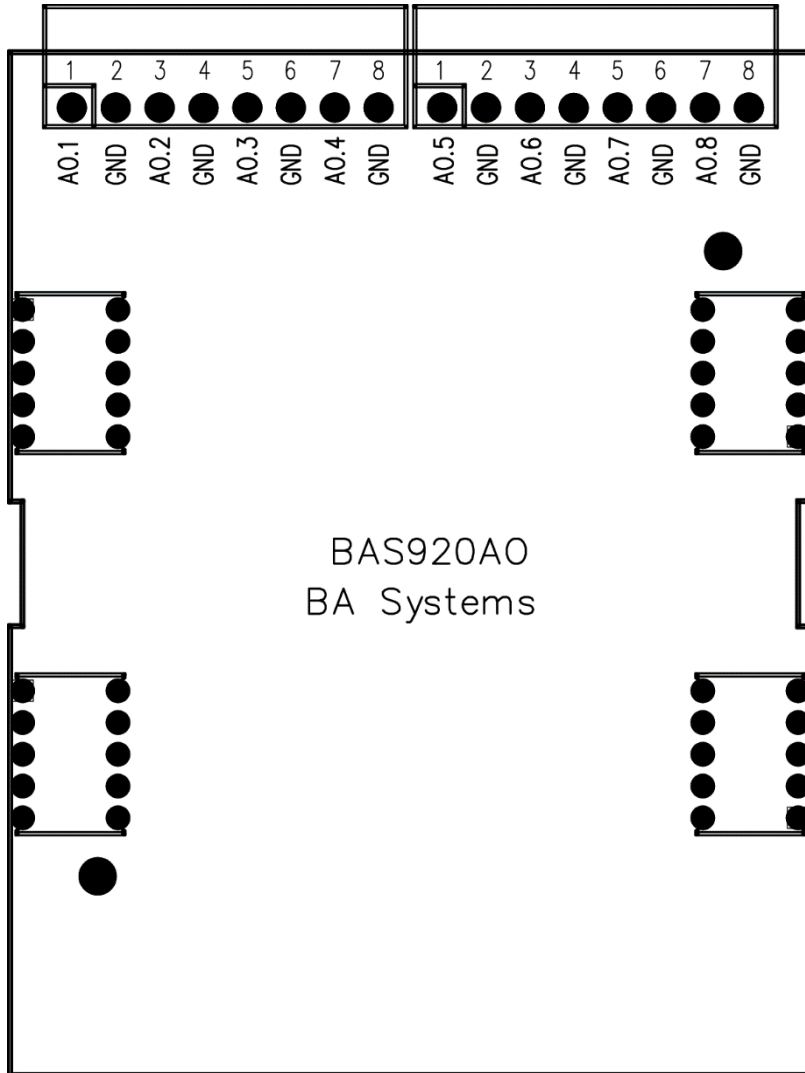 1 2 3 4 5 6 7 8 1 2 3 4 5 6 7 8
AO.1 GND AO.2 GND AO.3 GND AO.4 GND AO.5 GND AO.6 GND AO.7 GND AO.8 GND
BAS920AO
BA Systems